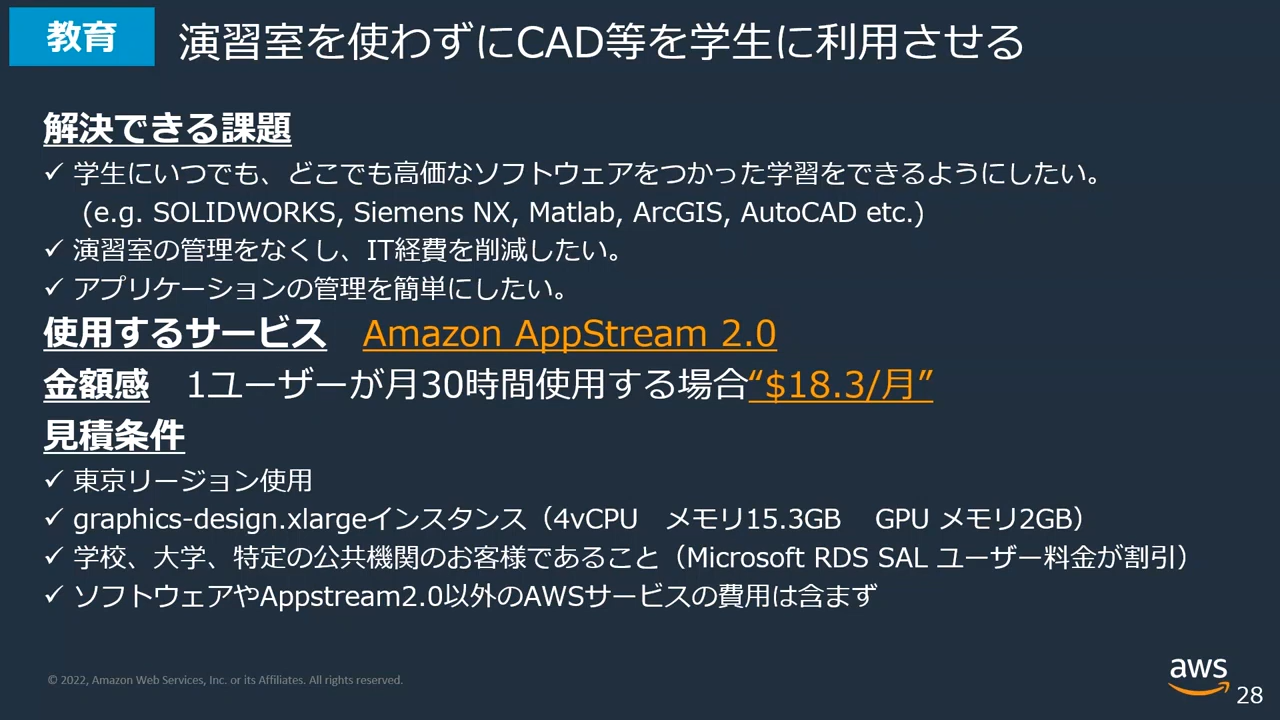 教育
演習室を使わずにCAD等を学生に利用させる
解決できる課題
✓ 学生にいつでも、どこでも高価なソフトウェアをつかった学習をできるようにしたい。
(e.g. SOLIDWORKS, Siemens NX, Matlab, ArcGIS, AutoCAD etc.)
✓ 演習室の管理をなくし、IT経費を削減したい。
✓ アプリケーションの管理を簡単にしたい。
使用するサービス　Amazon AppStream 2.0
金額感　1ユーザーが月30時間使用する場合“$18.3/月”
見積条件
✓ 東京リージョン使用
✓ graphics-design.xlargeインスタンス（4vCPU　メモリ15.3GB　GPU メモリ2GB）
✓ 学校、大学、特定の公共機関のお客様であること（Microsoft RDS SAL ユーザー料金が割引）
✓ ソフトウェアやAppstream2.0以外のAWSサービスの費用は含まず
© 2022, Amazon Web Services, Inc. or its Affiliates. All rights reserved.
aws
28